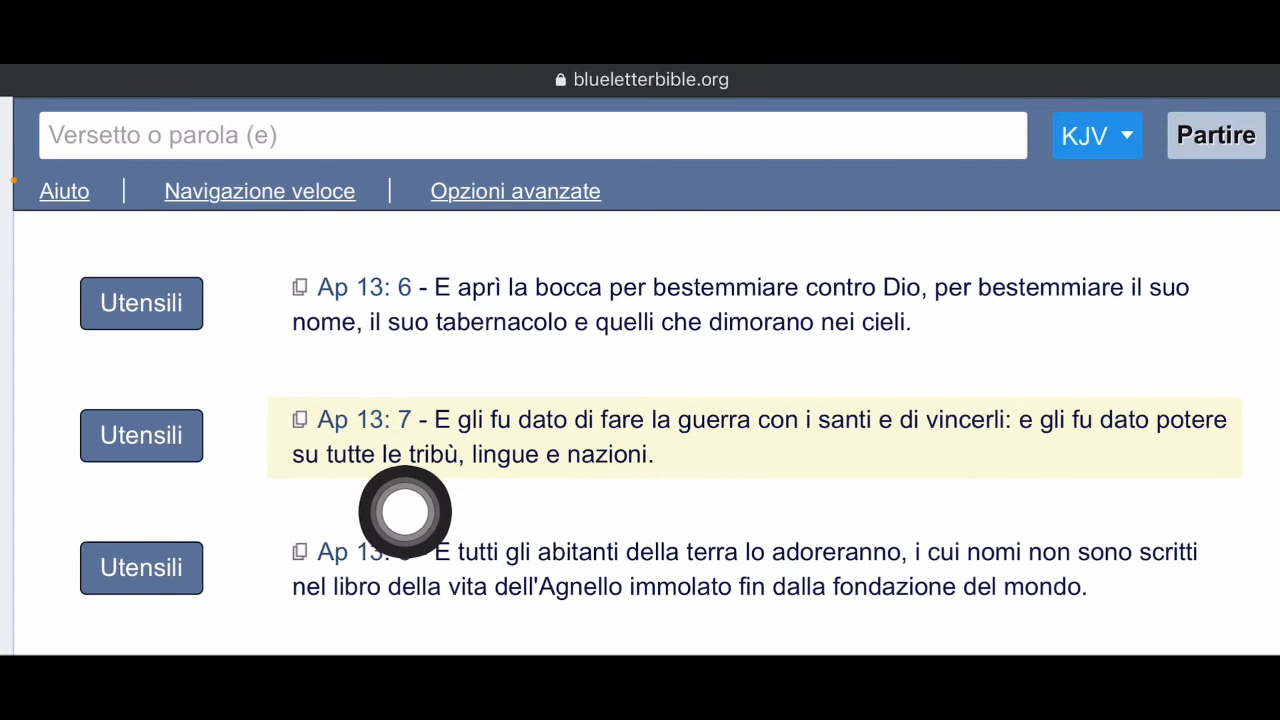 blueletterbible.org
Versetto o parola (e)
KJV
Partire
Aiuto | Navigazione veloce | Opzioni avanzate
Utensili
Ap 13: 6 - E aprì la bocca per bestemmiare contro Dio, per bestemmiare il suo
nome, il suo tabernacolo e quelli che dimorano nei cieli.
Utensili
Ap 13: 7 - E gli fu dato di fare la guerra con i santi e di vincerli: e gli fu dato potere
su tutte le tribù, lingue e nazioni.
Utensili
Ap 13: - E tutti gli abitanti della terra lo adoreranno, i cui nomi non sono scritti
nel libro della vita dell'Agnello immolato fin dalla fondazione del mondo.